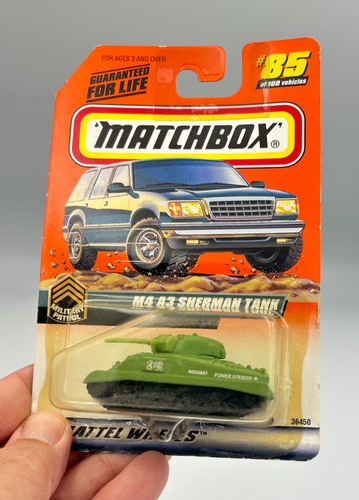 FOR AGES 3 AND OVER
GUARANTEED
FOR LIFE
#85
of 100 vehicles
MATCHBOX®
M4 A3 SHERMAN TANK
MILITARY
PATROL
POWER STRIKER
36450
MATTEL WHEELS™